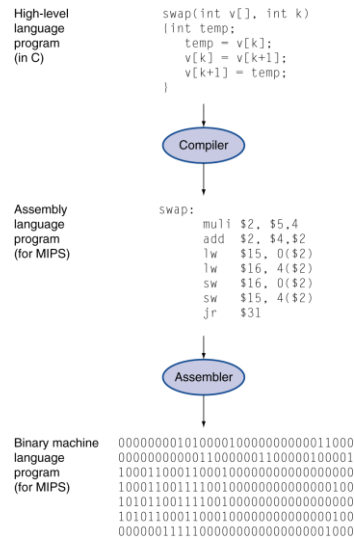 High-level
language
program
(in C)
swap(int v[], int k)
{int temp;
temp = v[k];
v[k] = v[k+1];
v[k+1] = temp;
}
Compiler
Assembly
language
program
(for MIPS)
swap:
muli $2, $5,4
add $2, $4,$2
lw $15, 0($2)
lw $16, 4($2)
sw $16, 0($2)
sw $15, 4($2)
jr $31
Assembler
Binary machine
language
program
(for MIPS)
00000000101000010000000000011000
00000000000110000001100000100001
10001100011000100000000000000000
10001100111100100000000000000100
10101100111100100000000000000000
10101100011000100000000000000100
00000011111000000000000000001000